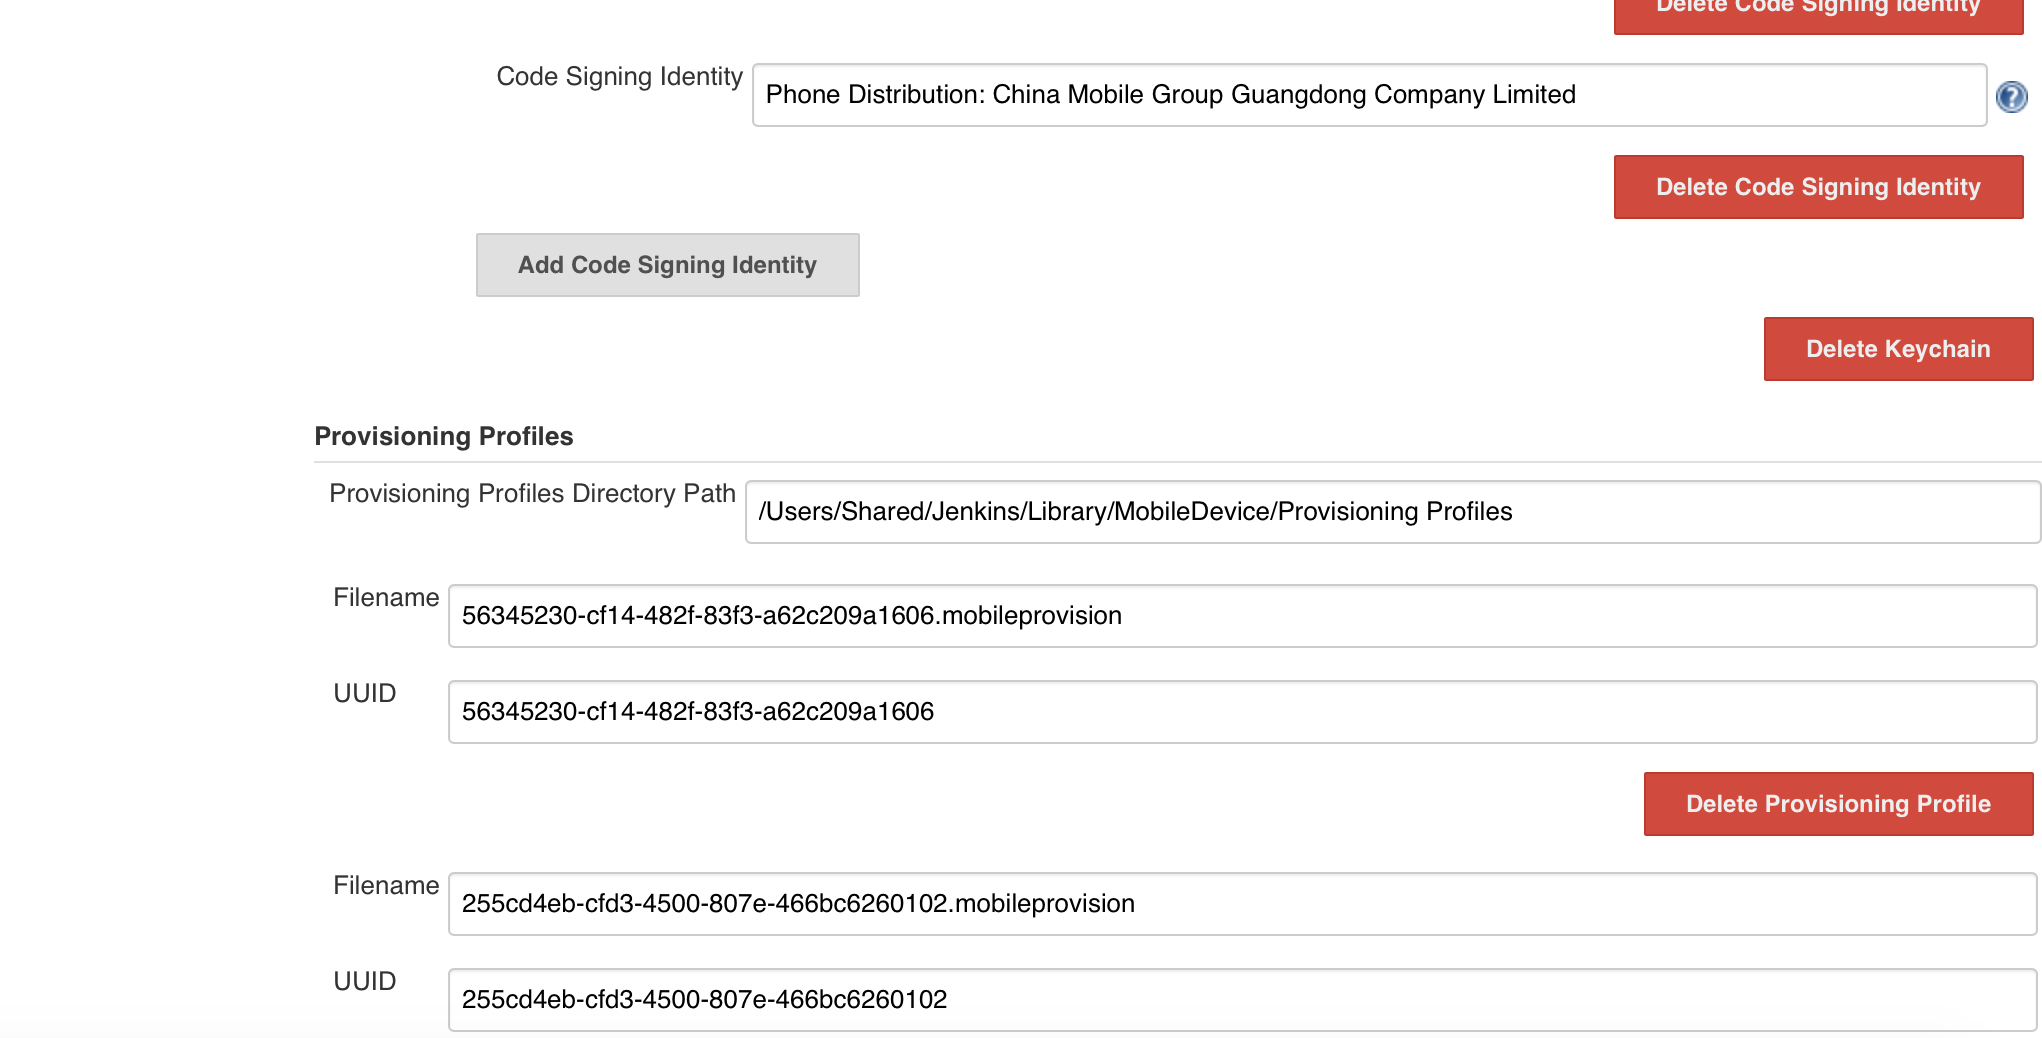 Delete Code Signing Identity
Code Signing Identity
Phone Distribution: China Mobile Group Guangdong Company Limited
?
Delete Code Signing Identity
Add Code Signing Identity
Delete Keychain
Provisioning Profiles
Provisioning Profiles Directory Path
/Users/Shared/Jenkins/Library/MobileDevice/Provisioning Profiles
Filename
56345230-cf14-482f-83f3-a62c209a1606.mobileprovision
UUID
56345230-cf14-482f-83f3-a62c209a1606
Delete Provisioning Profile
Filename
255cd4eb-cfd3-4500-807e-466bc6260102.mobileprovision
UUID
255cd4eb-cfd3-4500-807e-466bc6260102